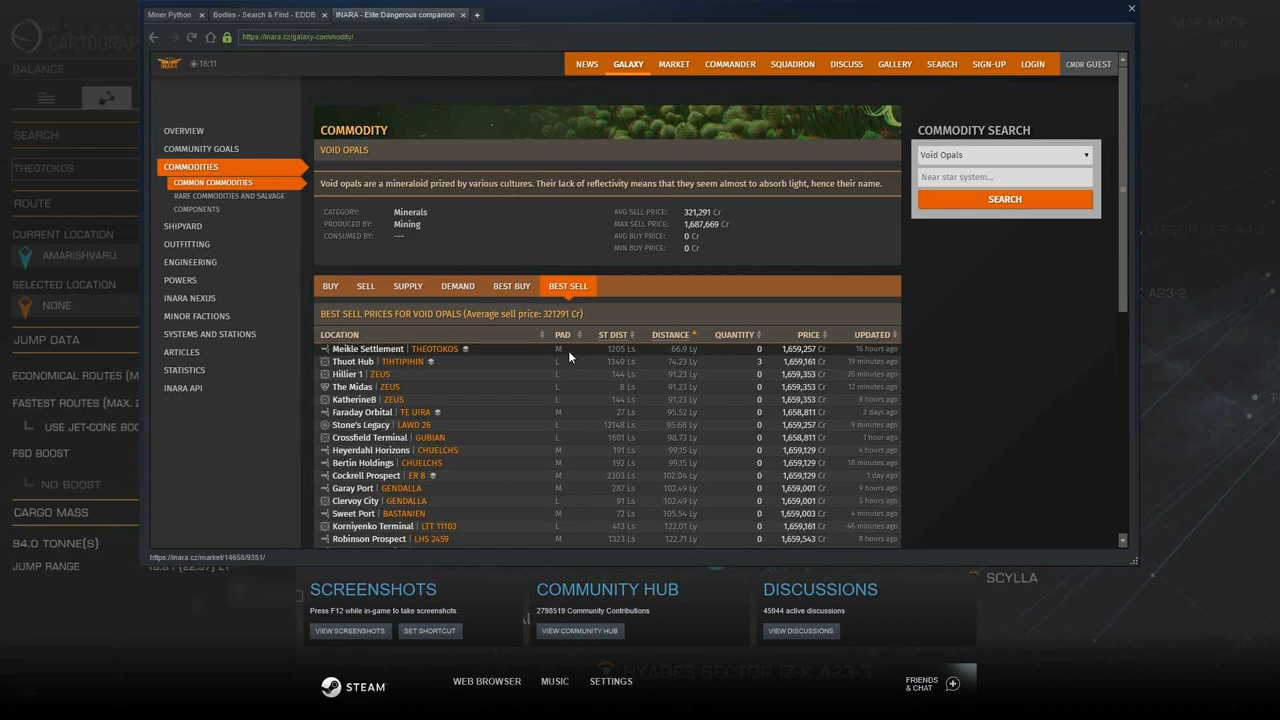 Miner Python x
Bodies - Search & Find - EDDB x
INARA - Elite Dangerous companion x
+
https://inara.cz/galaxy-commodity/
CARTOGRAPH
MAP MODE
BALANCE
SEARCH
THEOTOKOS
ROUTE
CURRENT LOCATION
AMARISHVARU
SELECTED LOCATION
NONE
JUMP DATA
ECONOMICAL ROUTES (M
FASTEST ROUTES (MAX. 2
USE JET-CONE BOO
FSD BOOST
NO BOOST
CARGO MASS
94.0 TONNE(S)
JUMP RANGE
INARA
16:11
NEWS GALAXY MARKET COMMANDER SQUADRON DISCUSS GALLERY SEARCH SIGN-UP LOGIN CMDR GUEST
OVERVIEW
COMMUNITY GOALS
COMMODITIES
COMMON COMMODITIES
RARE COMMODITIES AND SALVAGE
COMPONENTS
SHIPYARD
OUTFITTING
ENGINEERING
POWERS
INARA NEXUS
MINOR FACTIONS
SYSTEMS AND STATIONS
ARTICLES
STATISTICS
INARA API
COMMODITY
VOID OPALS
Void opals are a mineraloid prized by various cultures. Their lack of reflectivity means that they seem almost to absorb light, hence their name.
CATEGORY: Minerals AVG SELL PRICE: 321,291 Cr
PRODUCED BY: Mining MAX SELL PRICE: 1,687,669 Cr
CONSUMED BY: --- AVG BUY PRICE: 0 Cr
MIN BUY PRICE: 0 Cr
BUY SELL SUPPLY DEMAND BEST BUY BEST SELL
BEST SELL PRICES FOR VOID OPALS (Average sell price: 321291 Cr)
LOCATION PAD ST DIST DISTANCE QUANTITY PRICE UPDATED
Meikle Settlement | THEOTOKOS M 1205 Ls 66.9 Ly 0 1,659,257 Cr 16 hours ago
Thuot Hub | TIHTIPIHIN L 1340 Ls 74.23 Ly 3 1,659,161 Cr 19 minutes ago
Hillier 1 | ZEUS L 144 Ls 91.23 Ly 0 1,659,353 Cr 26 minutes ago
The Midas | ZEUS L 8 Ls 91.23 Ly 0 1,659,353 Cr 12 minutes ago
KatherineB | ZEUS L 144 Ls 91.23 Ly 0 1,659,353 Cr 8 hours ago
Faraday Orbital | TE UIRA M 27 Ls 95.52 Ly 0 1,658,811 Cr 2 days ago
Stone's Legacy | LAWD 26 L 12148 Ls 95.68 Ly 0 1,659,257 Cr 9 minutes ago
Crossfield Terminal | GUBIAN L 1601 Ls 98.73 Ly 0 1,658,811 Cr 1 hour ago
Heyerdahl Horizons | CHUELCHS M 191 Ls 99.15 Ly 0 1,659,129 Cr 4 hours ago
Bertin Holdings | CHUELCHS M 192 Ls 99.15 Ly 0 1,659,129 Cr 18 minutes ago
Cockrell Prospect | ER 8 M 2303 Ls 102.04 Ly 0 1,659,129 Cr 1 day ago
Garay Port | GENDALLA M 287 Ls 102.49 Ly 0 1,659,001 Cr 9 hours ago
Clervoy City | GENDALLA L 91 Ls 102.49 Ly 0 1,659,001 Cr 5 hours ago
Sweet Port | BASTANIEN M 72 Ls 105.54 Ly 0 1,659,003 Cr 4 minutes ago
Korniyenko Terminal | LTT 11103 L 413 Ls 122.01 Ly 0 1,659,161 Cr 46 minutes ago
Robinson Prospect | LHS 2459 M 1323 Ls 122.71 Ly 0 1,659,543 Cr 8 hours ago
COMMODITY SEARCH
Void Opals
Near star system...
SEARCH
https://inara.cz/market/14658/9351/
SCREENSHOTS
Press F12 while in-game to take screenshots.
VIEW SCREENSHOTS SET SHORTCUT
COMMUNITY HUB
2798519 Community Contributions
VIEW COMMUNITY HUB
DISCUSSIONS
45944 active discussions
VIEW DISCUSSIONS
SCYLLA
HYADES SECTOR IZ-K A23-3
STEAM
WEB BROWSER MUSIC SETTINGS
FRIENDS
& CHAT